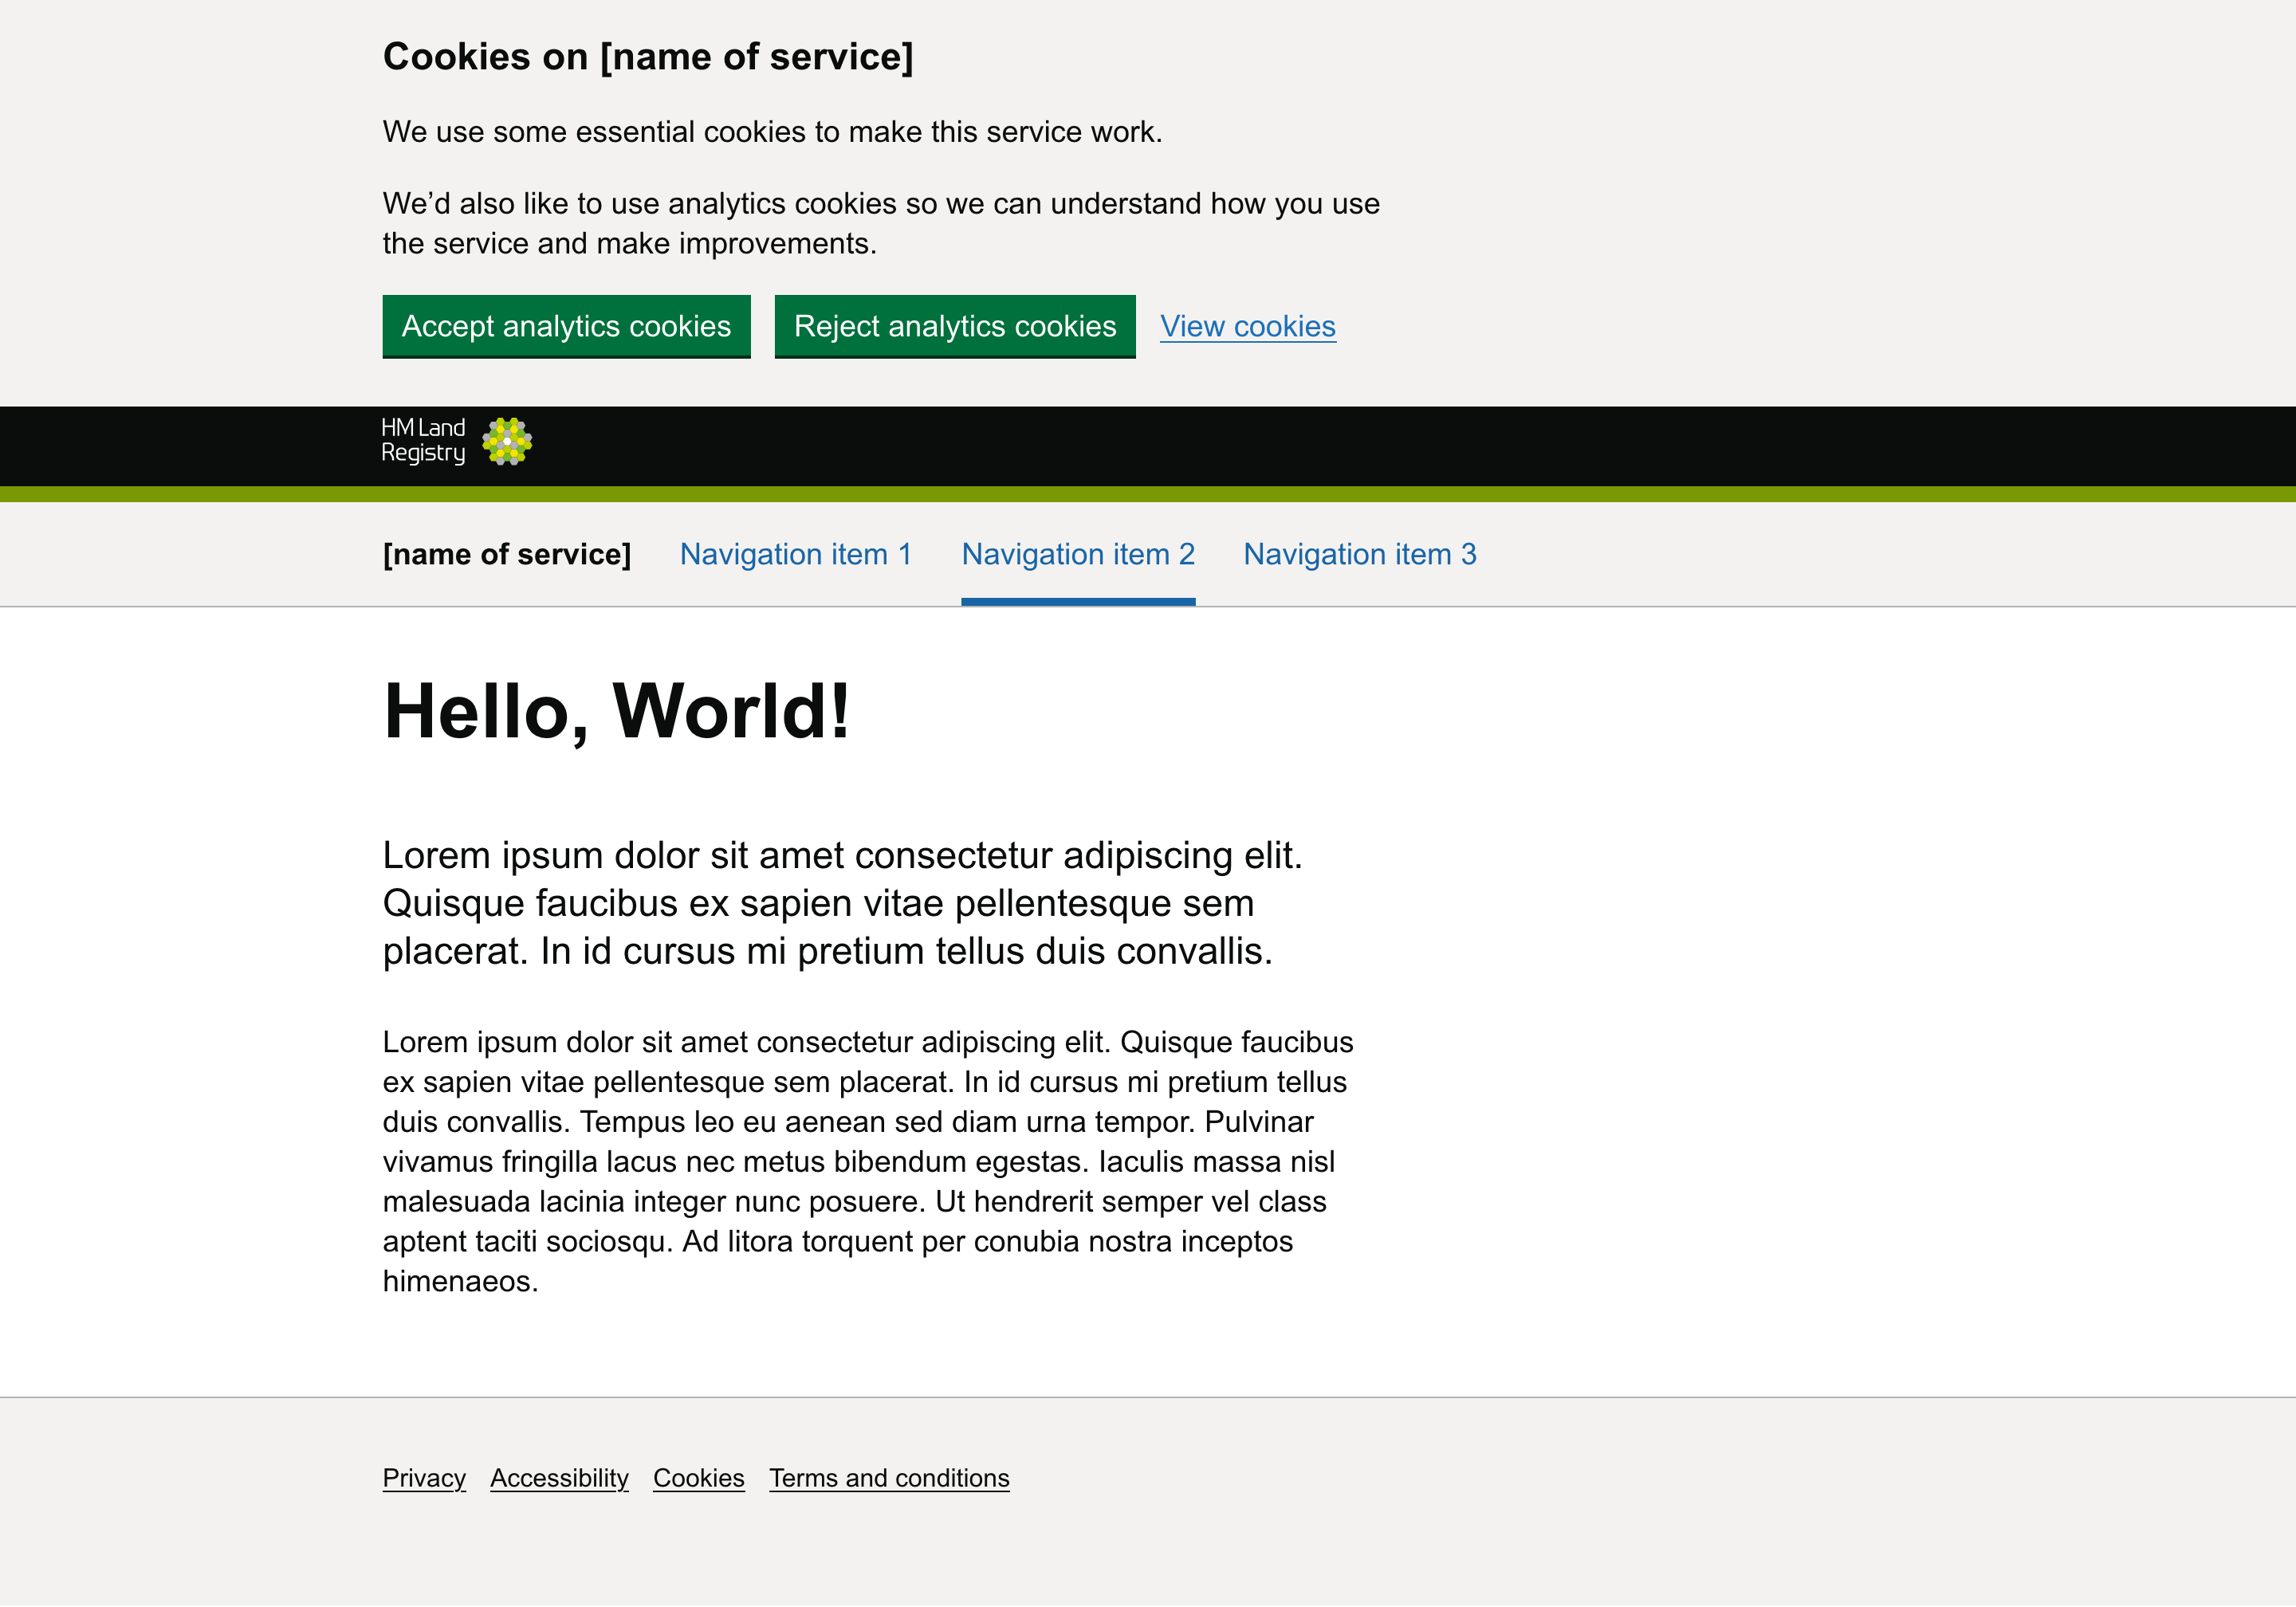 Cookies on [name of service]
We use some essential cookies to make this service work.
We’d also like to use analytics cookies so we can understand how you use
the service and make improvements.
Accept analytics cookies Reject analytics cookies View cookies
HM Land
Registry
[name of service] Navigation item 1 Navigation item 2 Navigation item 3
Hello, World!
Lorem ipsum dolor sit amet consectetur adipiscing elit.
Quisque faucibus ex sapien vitae pellentesque sem
placerat. In id cursus mi pretium tellus duis convallis.
Lorem ipsum dolor sit amet consectetur adipiscing elit. Quisque faucibus
ex sapien vitae pellentesque sem placerat. In id cursus mi pretium tellus
duis convallis. Tempus leo eu aenean sed diam urna tempor. Pulvinar
vivamus fringilla lacus nec metus bibendum egestas. Iaculis massa nisl
malesuada lacinia integer nunc posuere. Ut hendrerit semper vel class
aptent taciti sociosqu. Ad litora torquent per conubia nostra inceptos
himenaeos.
Privacy Accessibility Cookies Terms and conditions